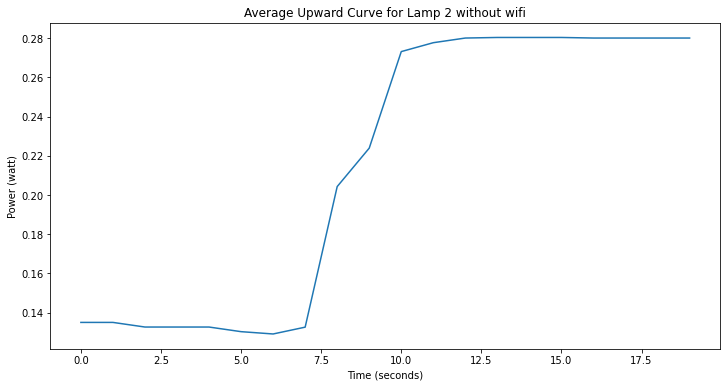 Average Upward Curve for Lamp 2 without wifi
0.28
0.26
0.24
0.22
0.20
0.18
0.16
0.14
Power (watt)
0.0 2.5 5.0 7.5 10.0 12.5 15.0 17.5
Time (seconds)